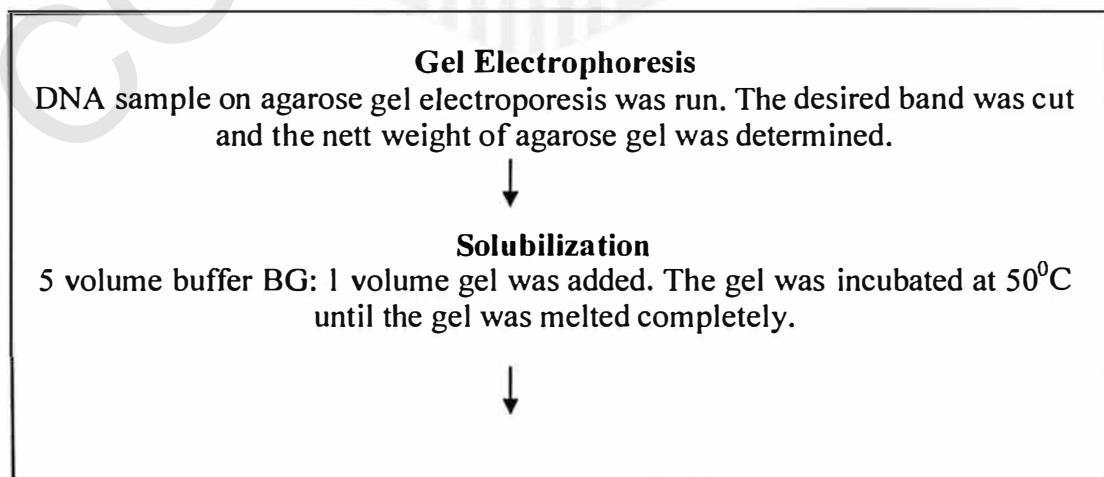 Gel Electrophoresis
DNA sample on agarose gel electroporesis was run. The desired band was cut
and the nett weight of agarose gel was determined.
Solubilization
5 volume buffer BG: 1 volume gel was added. The gel was incubated at 50⁰C
until the gel was melted completely.